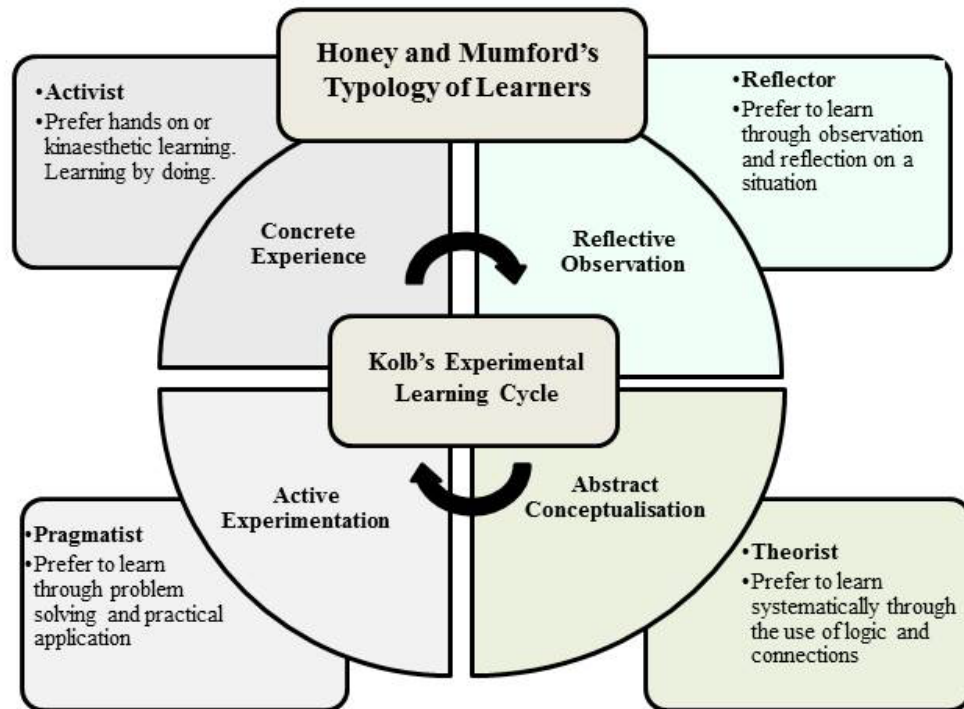 Honey and Mumford's
Typology of Learners
•Activist
•Prefer hands on or
kinaesthetic learning.
Learning by doing.
•Reflector
•Prefer to learn
through observation
and reflection on a
situation
Concrete
Experience
Reflective
Observation
Kolb's Experimental
Learning Cycle
Active
Experimentation
Abstract
Conceptualisation
•Pragmatist
•Prefer to learn
through problem
solving and practical
application
•Theorist
•Prefer to learn
systematically through
the use of logic and
connections